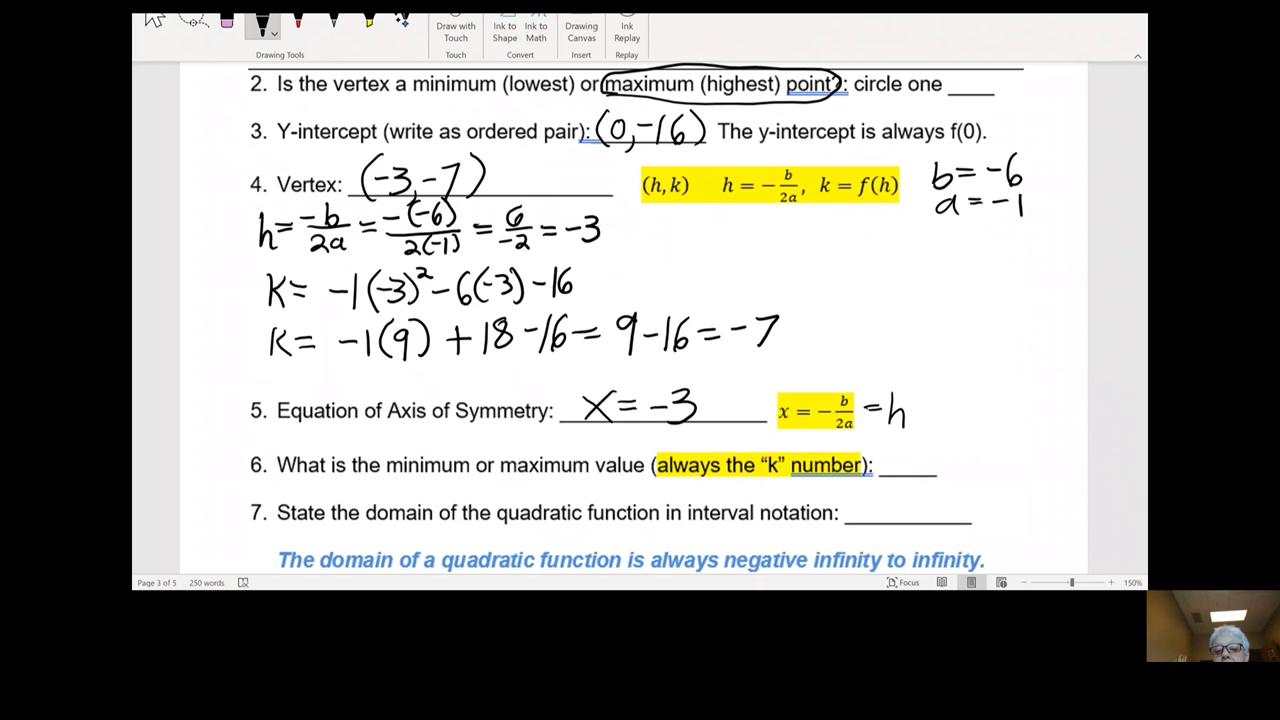 Draw with Touch
Ink to Shape
Ink to Math
Drawing Canvas
Ink Replay
Drawing Tools
Touch
Convert
Insert
Replay
2. Is the vertex a minimum (lowest) or maximum (highest) point?: circle one ____
3. Y-intercept (write as ordered pair): (0,-16) The y-intercept is always f(0).
4. Vertex: (-3,-7) (h,k) h = -b/2a, k = f(h) b = -6
a = -1
h = -b/2a = -(-6)/2(-1) = 6/-2 = -3
K = -1(-3)² - 6(-3) - 16
K = -1(9) + 18 - 16 = 9 - 16 = -7
5. Equation of Axis of Symmetry: x = -3 x = -b/2a = h
6. What is the minimum or maximum value (always the “k” number): _____
7. State the domain of the quadratic function in interval notation: ___________
The domain of a quadratic function is always negative infinity to infinity.
Page 3 of 5 250 words Focus 150%